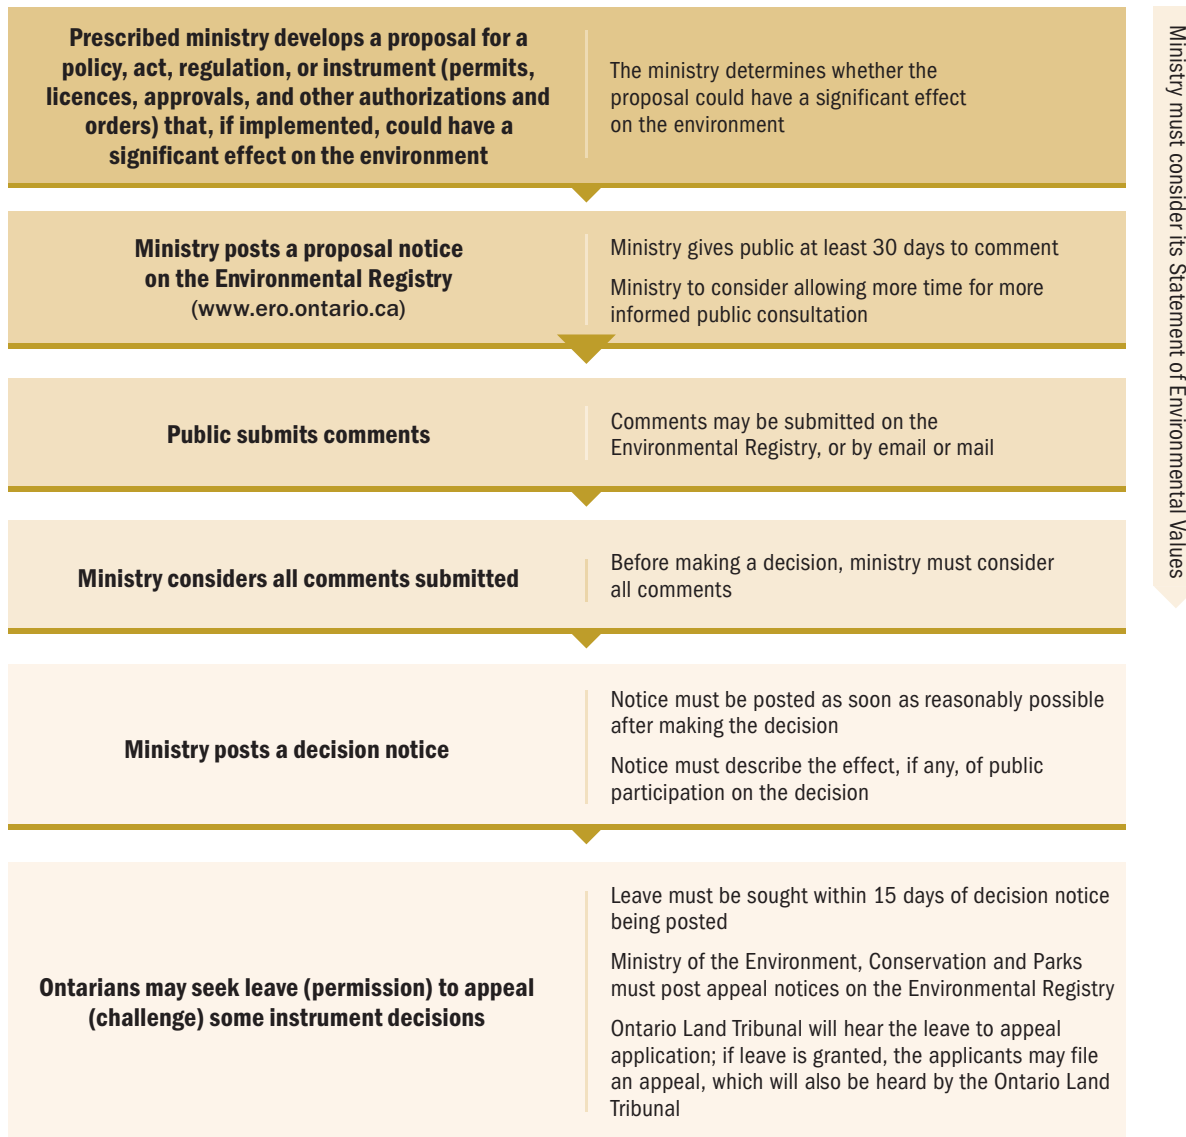 Prescribed ministry develops a proposal for a
policy, act, regulation, or instrument (permits,
licences, approvals, and other authorizations and
orders) that, if implemented, could have a
significant effect on the environment
The ministry determines whether the
proposal could have a significant effect
on the environment
Ministry posts a proposal notice
on the Environmental Registry
(www.ero.ontario.ca)
Ministry gives public at least 30 days to comment
Ministry to consider allowing more time for more
informed public consultation
Public submits comments
Comments may be submitted on the
Environmental Registry, or by email or mail
Ministry considers all comments submitted
Before making a decision, ministry must consider
all comments
Ministry posts a decision notice
Notice must be posted as soon as reasonably possible
after making the decision
Notice must describe the effect, if any, of public
participation on the decision
Ontarians may seek leave (permission) to appeal
(challenge) some instrument decisions
Leave must be sought within 15 days of decision notice
being posted
Ministry of the Environment, Conservation and Parks
must post appeal notices on the Environmental Registry
Ontario Land Tribunal will hear the leave to appeal
application; if leave is granted, the applicants may file
an appeal, which will also be heard by the Ontario Land
Tribunal
Ministry must consider its Statement of Environmental Values